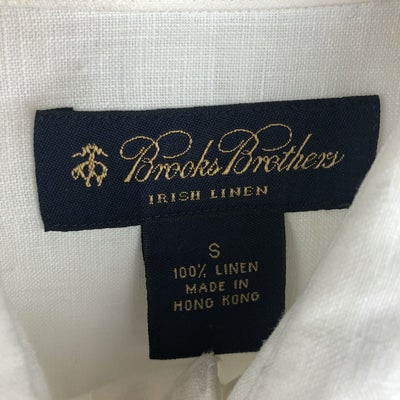 Brooks Brothers
IRISH LINEN
S
100% LINEN
MADE IN
HONG KONG